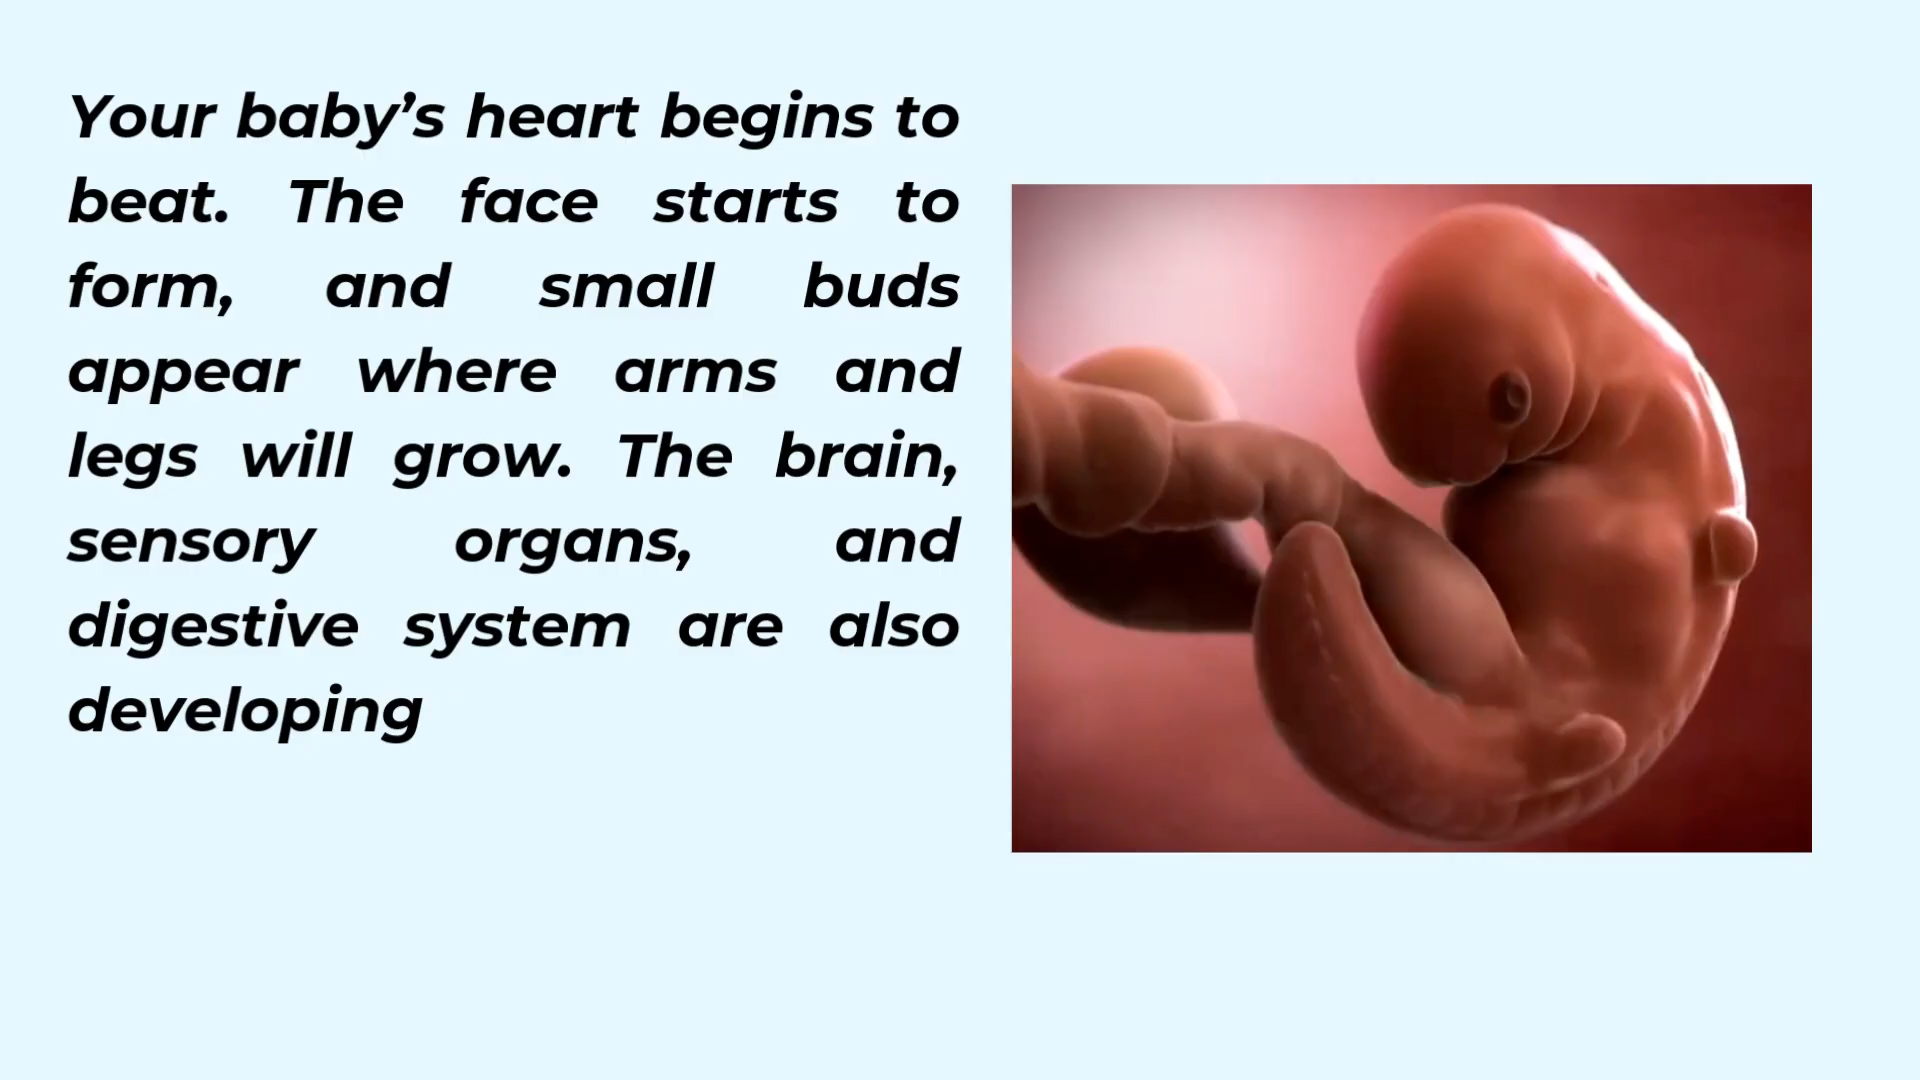 Your baby’s heart begins to
beat. The face starts to
form, and small buds
appear where arms and
legs will grow. The brain,
sensory organs, and
digestive system are also
developing